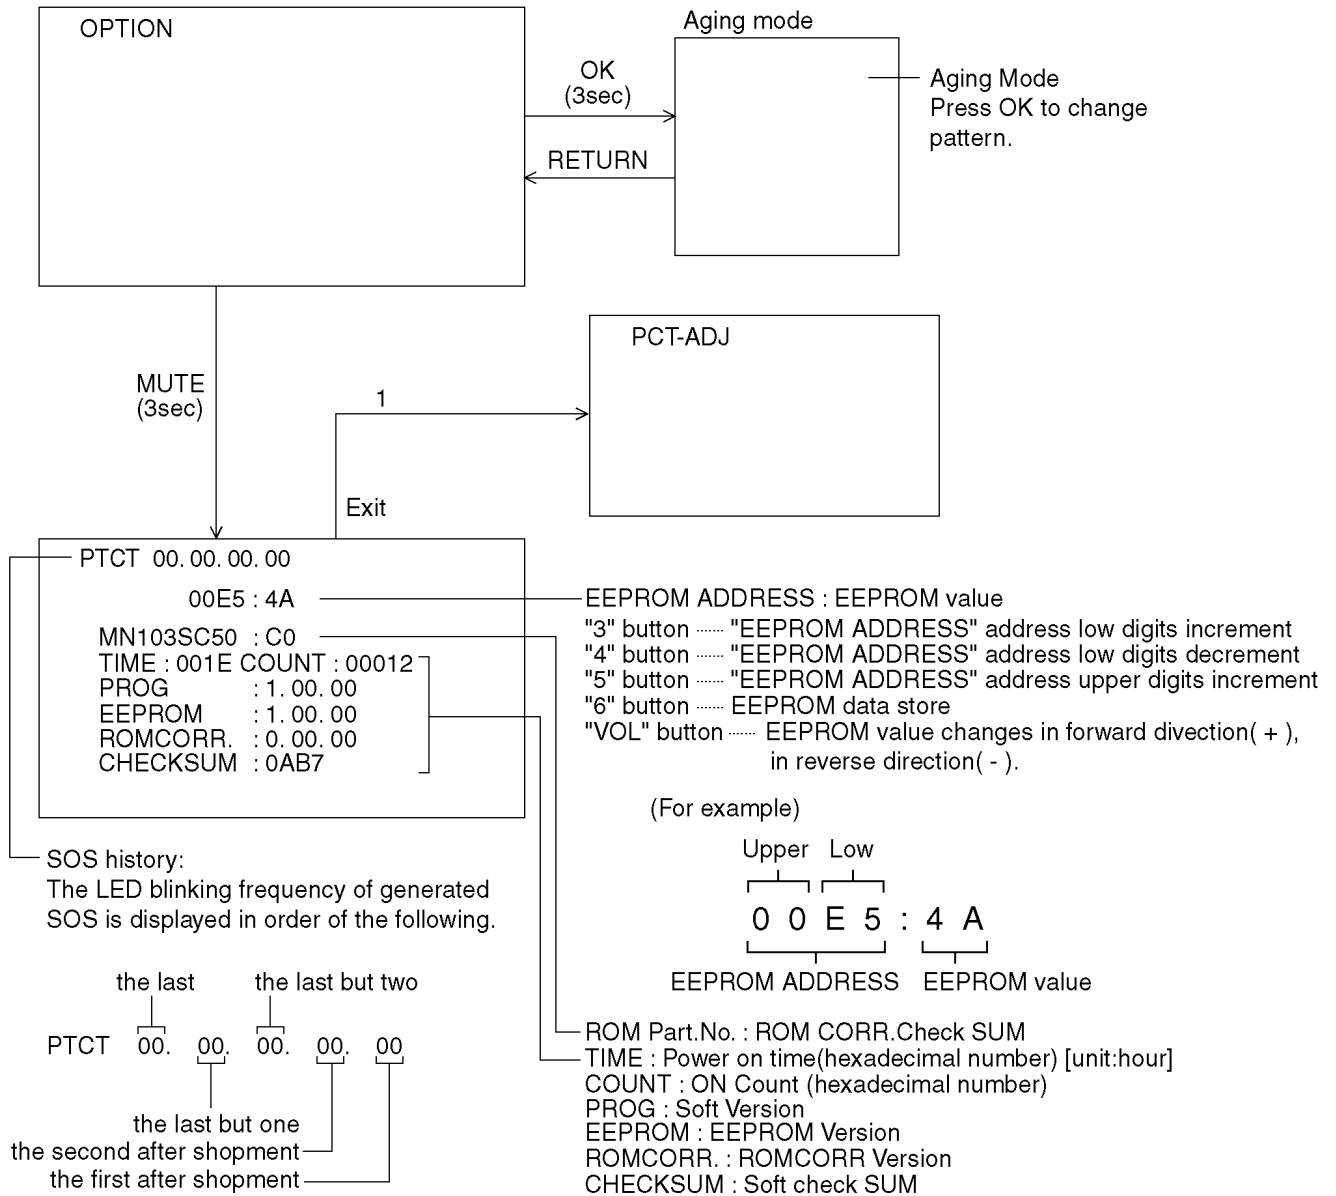 OPTION
Aging mode
OK
(3sec)
RETURN
Aging Mode
Press OK to change
pattern.
PCT-ADJ
MUTE
(3sec)
1
Exit
PTCT 00. 00. 00. 00
00E5 : 4A
MN103SC50 : C0
TIME : 001E COUNT : 00012
PROG : 1. 00. 00
EEPROM : 1. 00. 00
ROMCORR. : 0. 00. 00
CHECKSUM : 0AB7
EEPROM ADDRESS : EEPROM value
"3" button ······ "EEPROM ADDRESS" address low digits increment
"4" button ······ "EEPROM ADDRESS" address low digits decrement
"5" button ······ "EEPROM ADDRESS" address upper digits increment
"6" button ······ EEPROM data store
"VOL" button ······ EEPROM value changes in forward divection( + ),
in reverse direction( - ).
(For example)
Upper Low
0 0 E 5 : 4 A
EEPROM ADDRESS EEPROM value
SOS history:
The LED blinking frequency of generated
SOS is displayed in order of the following.
the last the last but two
PTCT 00. 00. 00. 00. 00
the last but one
the second after shopment
the first after shopment
ROM Part.No. : ROM CORR.Check SUM
TIME : Power on time(hexadecimal number) [unit:hour]
COUNT : ON Count (hexadecimal number)
PROG : Soft Version
EEPROM : EEPROM Version
ROMCORR. : ROMCORR Version
CHECKSUM : Soft check SUM